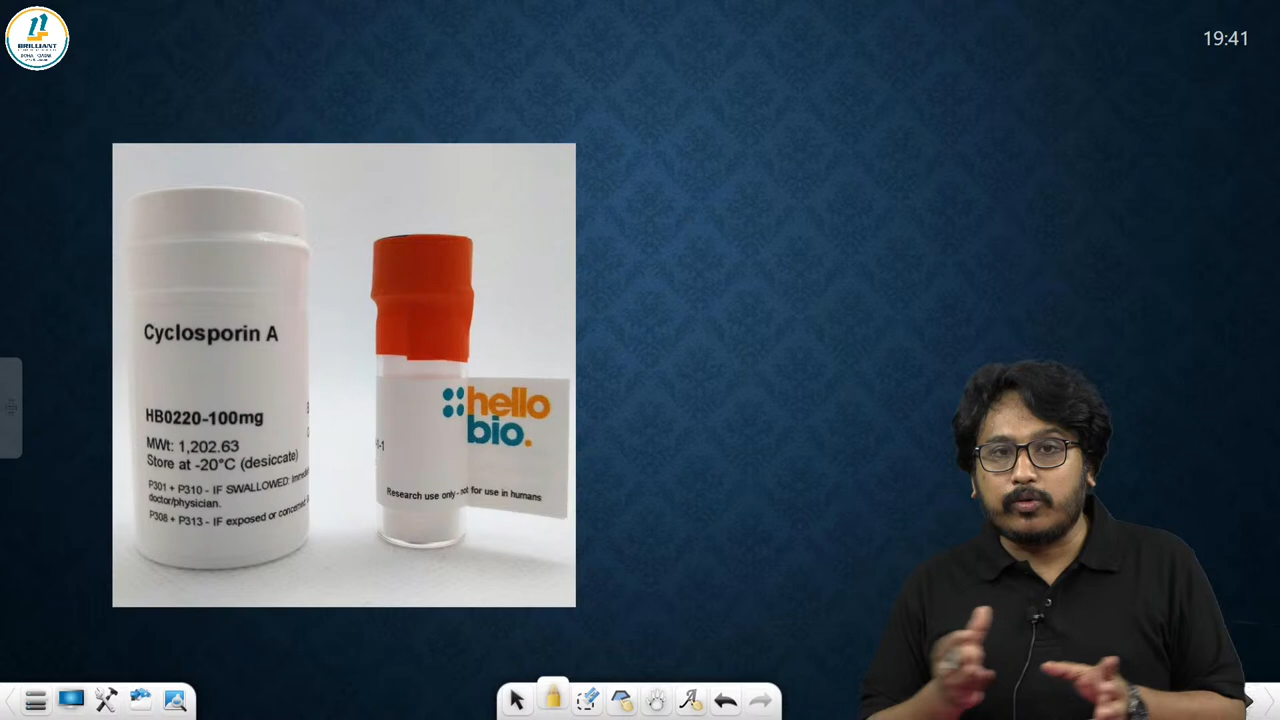 BRILLIANT
19:41
Cyclosporin A
HB0220-100mg
MWt: 1,202.63
Store at -20°C (desiccate)
P301 + P310 - IF SWALLOWED:
doctor/physician.
P308 + P313 - IF exposed or
hello
bio.
Research use only - not for use in humans